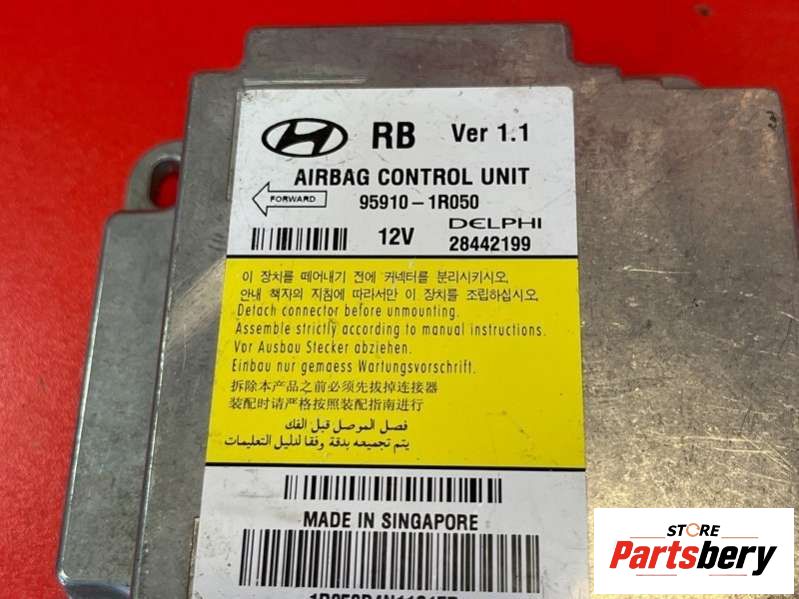 RB Ver 1.1
AIRBAG CONTROL UNIT
FORWARD 95910-1R050
12V DELPHI 28442199
이 장치를 떼어내기 전에 커넥터를 분리시키시오.
안내 책자의 지침에 따라서만 이 장치를 조립하십시오.
Detach connector before unmounting.
Assemble strictly according to manual instructions.
Vor Ausbau Stecker abziehen.
Einbau nur gemaess Wartungsvorschrift.
拆除本产品之前必须先拔掉连接器
装配时请严格按照装配指南进行
فصل الموصل قبل الفك
يتم تجميعه بدقة وفقا لدليل التعليمات
MADE IN SINGAPORE
STORE
Partsbery